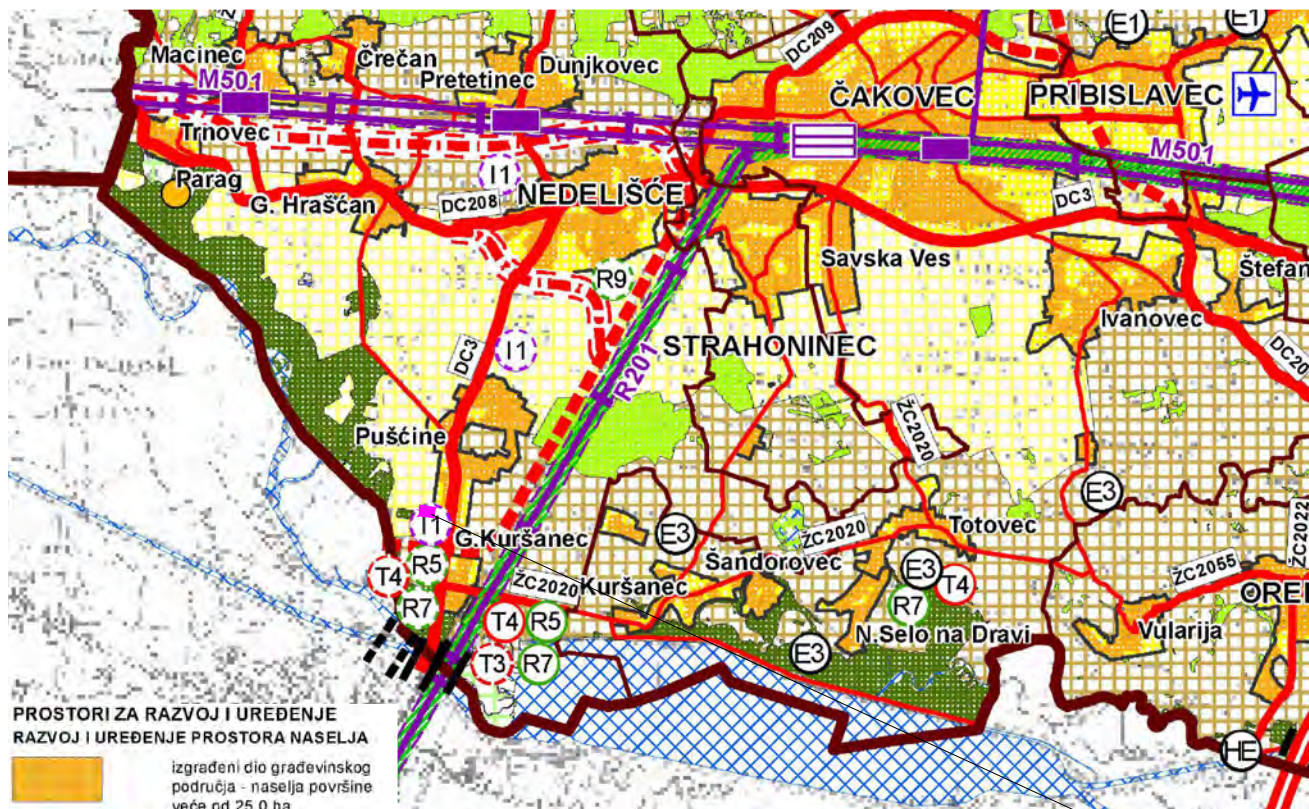 E1
E1
DC209
Macinec
Črečan
Pretetinec
Dunjkovec
M501
ČAKOVEC
PRIBISLAVEC
Trnovec
M501
Parag
I1
NEDELIŠĆE
G. Hrašćan
DC208
DC3
Savska Ves
R9
Štefan
Ivanovec
I1
STRAHONINEC
DC3
R201
DC20
Pušćine
ŽC2020
E3
I1
G.Kuršanec
E3
ŽC2020
Totovec
ŽC2022
T4
R5
Šandorovec
E3
T4
ŽC2055
ŽC2020
Kuršanec
R7
OREH
R7
T4
R5
N.Selo na Dravi
Vularija
E3
T3
R7
HE
PROSTORI ZA RAZVOJ I UREĐENJE
RAZVOJ I UREĐENJE PROSTORA NASELJA
izgrađeni dio građevinskog
područja - naselja površine
veće od 25,0 ha